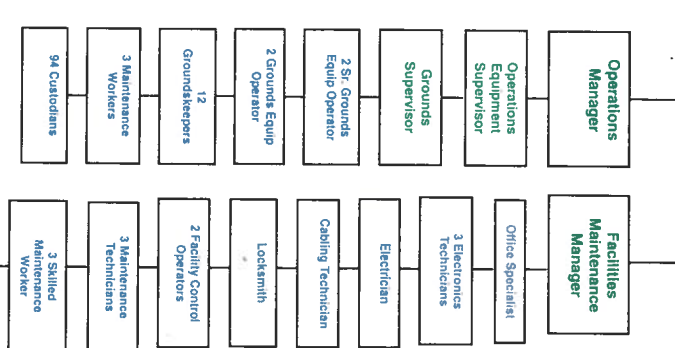 Operations
Manager
Operations
Equipment
Supervisor
Grounds
Supervisor
2 Sr. Grounds
Equip Operator
2 Grounds Equip
Operator
12
Groundskeepers
3 Maintenance
Workers
94 Custodians
Facilities
Maintenance
Manager
Office Specialist
3 Electronics
Technicians
Electrician
Cabling Technician
Locksmith
2 Facility Control
Operators
3 Maintenance
Technicians
3 Skilled
Maintenance
Worker